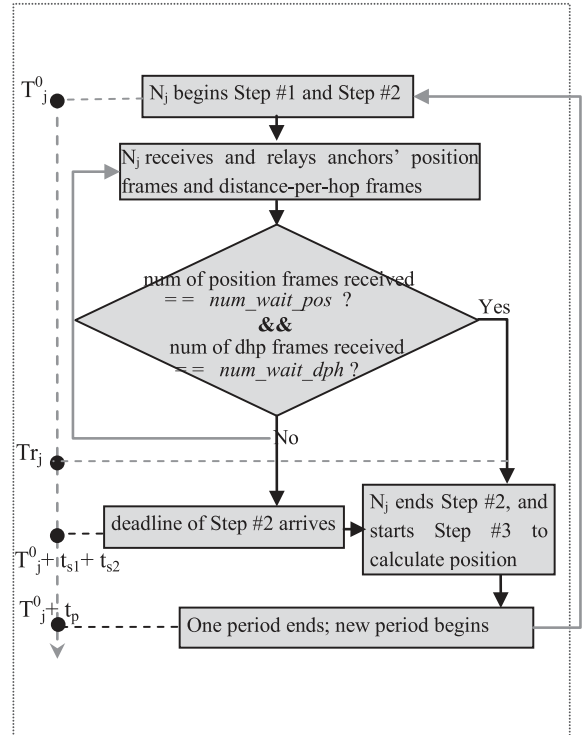 T⁰j
Nj begins Step #1 and Step #2
Nj receives and relays anchors' position
frames and distance-per-hop frames
num of position frames received
== num_wait_pos ?
&&
num of dhp frames received
== num_wait_dph ?
Yes
No
Trj
Nj ends Step #2, and
starts Step #3 to
calculate position
deadline of Step #2 arrives
T⁰j+ ts1+ ts2
T⁰j+ tp
One period ends; new period begins